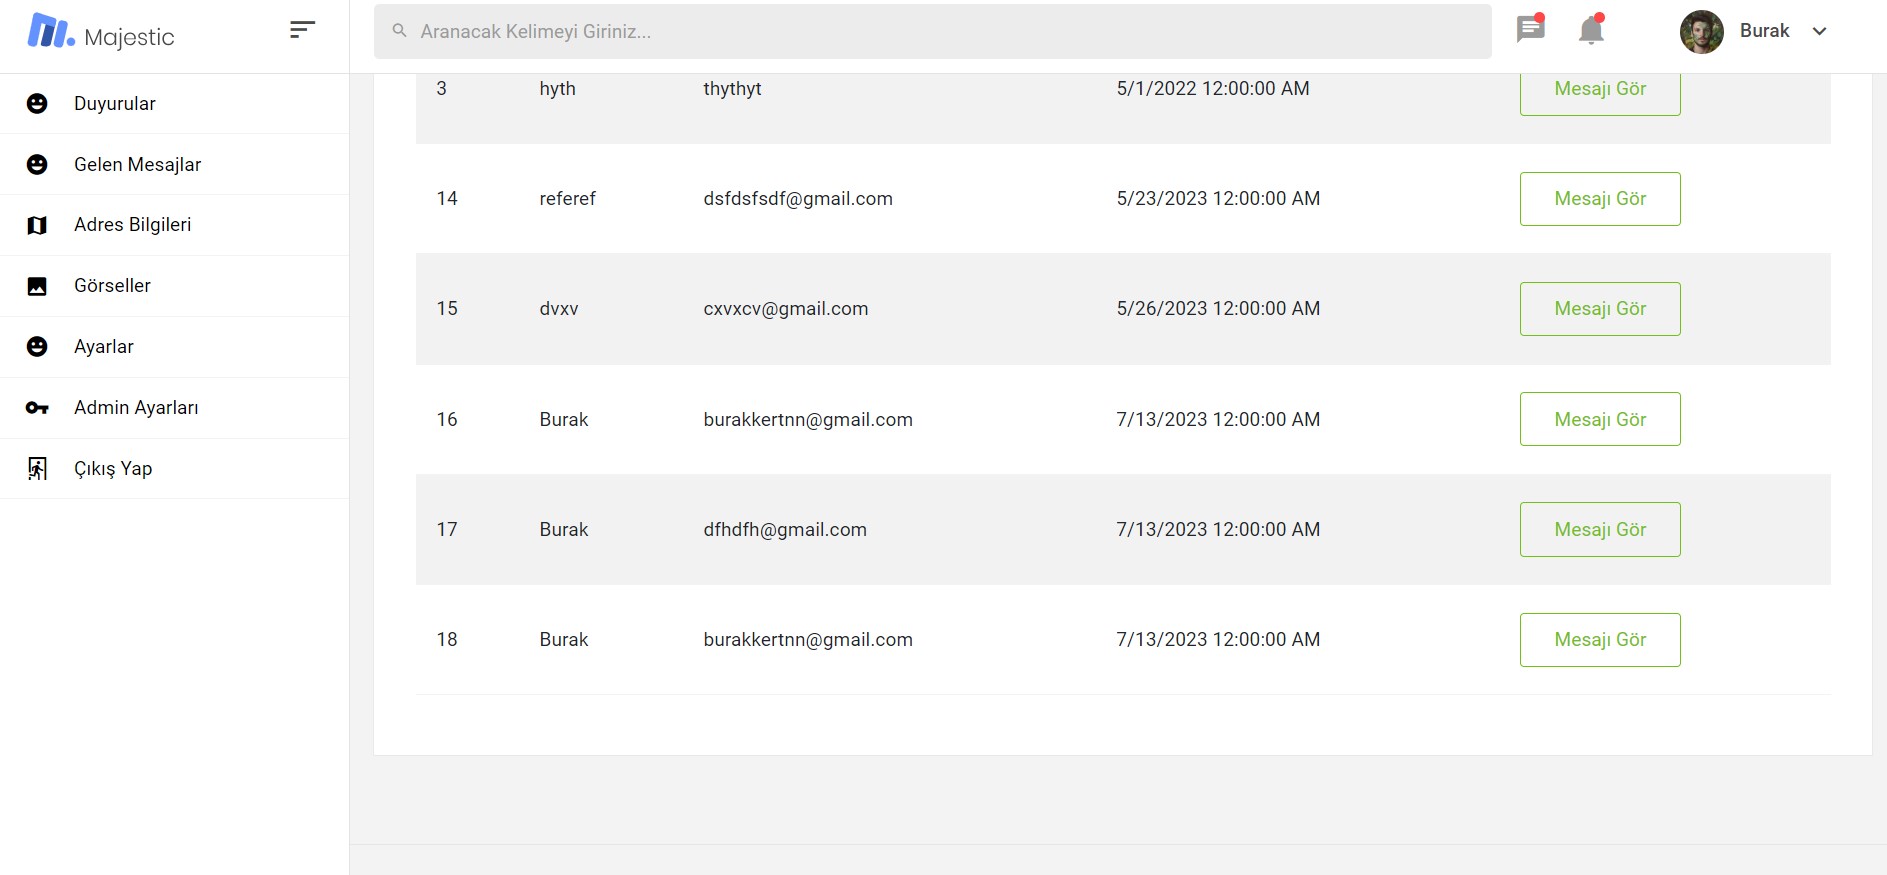 Majestic
Aranacak Kelimeyi Giriniz...
Burak
Duyurular
Gelen Mesajlar
Adres Bilgileri
Görseller
Ayarlar
Admin Ayarları
Çıkış Yap
3 hyth thythyt 5/1/2022 12:00:00 AM Mesajı Gör
14 referef dsfdsfsdf@gmail.com 5/23/2023 12:00:00 AM Mesajı Gör
15 dvxv cxvxcv@gmail.com 5/26/2023 12:00:00 AM Mesajı Gör
16 Burak burakkertnn@gmail.com 7/13/2023 12:00:00 AM Mesajı Gör
17 Burak dfhdfh@gmail.com 7/13/2023 12:00:00 AM Mesajı Gör
18 Burak burakkertnn@gmail.com 7/13/2023 12:00:00 AM Mesajı Gör